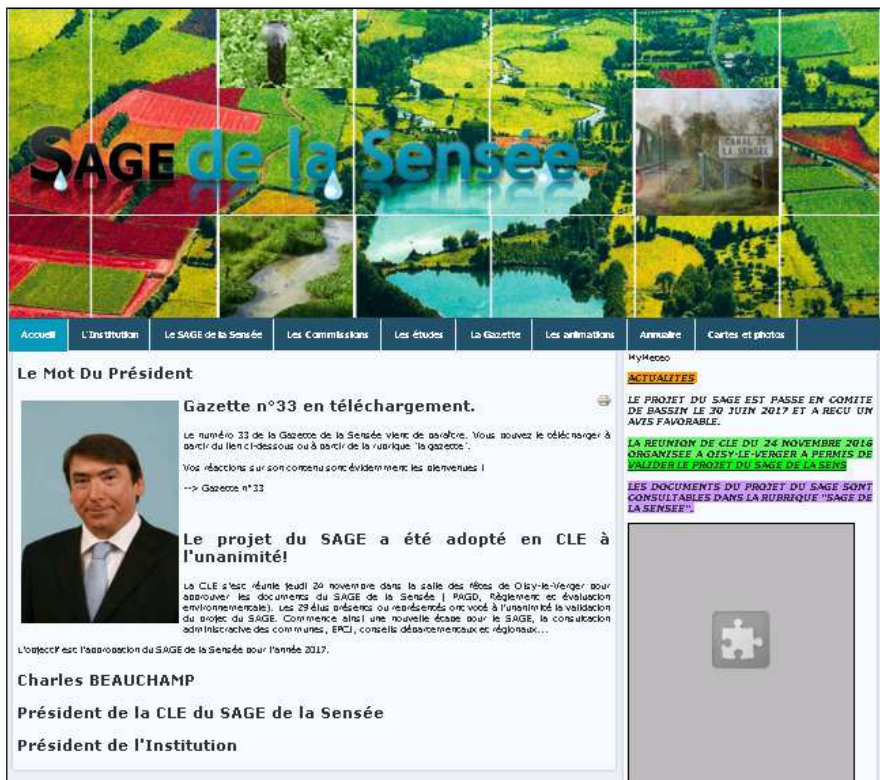 SAGE de la Sensée
CANAL DE
LA SENSÉE
Accueil
L'Institution
Le SAGE de la Sensée
Les Commissions
Les études
La Gazette
Les animations
Annuaire
Cartes et photos
Le Mot Du Président
Gazette n°33 en téléchargement.
Le numéro 33 de la Gazette de la Sensée vient de paraître. Vous pouvez le télécharger à
partir du lien ci-dessous ou à partir de la rubrique "la gazette".
Vos réactions sur son contenu sont évidemment les bienvenues !
--> Gazette n°33
Le projet du SAGE a été adopté en CLE à
l'unanimité!
La CLE s'est réunie jeudi 24 novembre dans la salle des fêtes de Oisy-le-Verger pour
approuver les documents du SAGE de la Sensée ( PAGD, Règlement et évaluation
environnementale). Les 29 élus présents ou représentés ont voté à l'unanimité la validation
du projet du SAGE. Commence ainsi une nouvelle étape pour le SAGE, la consultation
administrative des communes, EPCI, conseils départementaux et régionaux...
L'objectif est l'approbation du SAGE de la Sensée pour l'année 2017.
Charles BEAUCHAMP
Président de la CLE du SAGE de la Sensée
Président de l'Institution
MyMeteo
ACTUALITES
LE PROJET DU SAGE EST PASSE EN COMITE
DE BASSIN LE 30 JUIN 2017 ET A RECU UN
AVIS FAVORABLE.
LA REUNION DE CLE DU 24 NOVEMBRE 2016
ORGANISEE A OISY-LE-VERGER A PERMIS DE
VALIDER LE PROJET DU SAGE DE LA SENS
LES DOCUMENTS DU PROJET DU SAGE SONT
CONSULTABLES DANS LA RUBRIQUE "SAGE DE
LA SENSEE".